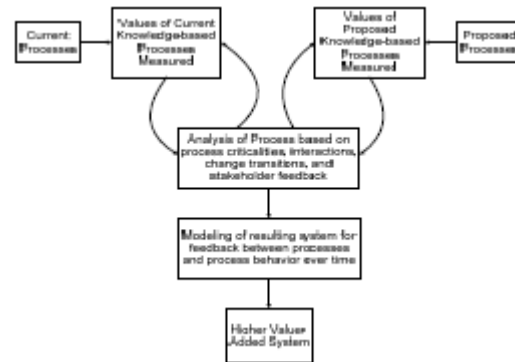 Current
Processes
Values of Current
Knowledge-based
Processes
Measured
Values of
Proposed
Knowledge-based
Processes
Measured
Proposed
Processes
Analysis of Process based on
process criticalities, interactions,
change transitions, and
stakeholder feedback
Modeling of resulting system for
feedback between processes
and process behavior over time
Higher Value
Added System